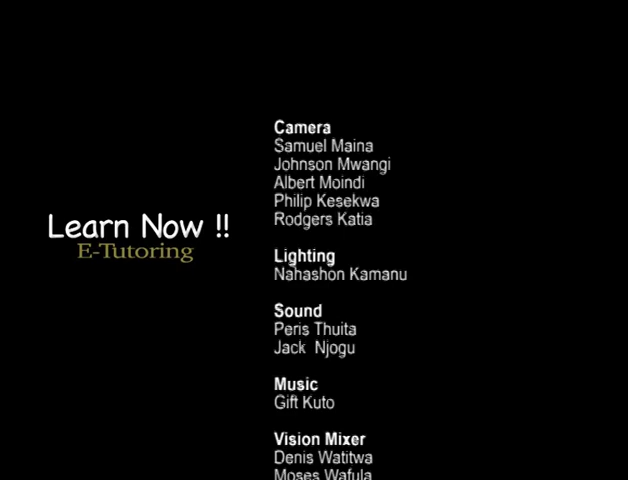 Learn Now !!
E-Tutoring
Camera
Samuel Maina
Johnson Mwangi
Albert Moindi
Philip Kesekwa
Rodgers Katia
Lighting
Nahashon Kamanu
Sound
Peris Thuita
Jack Njogu
Music
Gift Kuto
Vision Mixer
Denis Watitwa
Moses Wafula